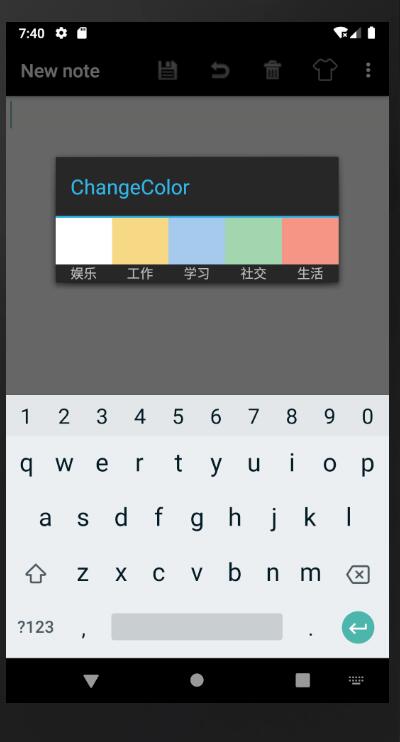 7:40
New note
ChangeColor
娱乐 工作 学习 社交 生活
1 2 3 4 5 6 7 8 9 0
q w e r t y u i o p
a s d f g h j k l
z x c v b n m
?123 , .